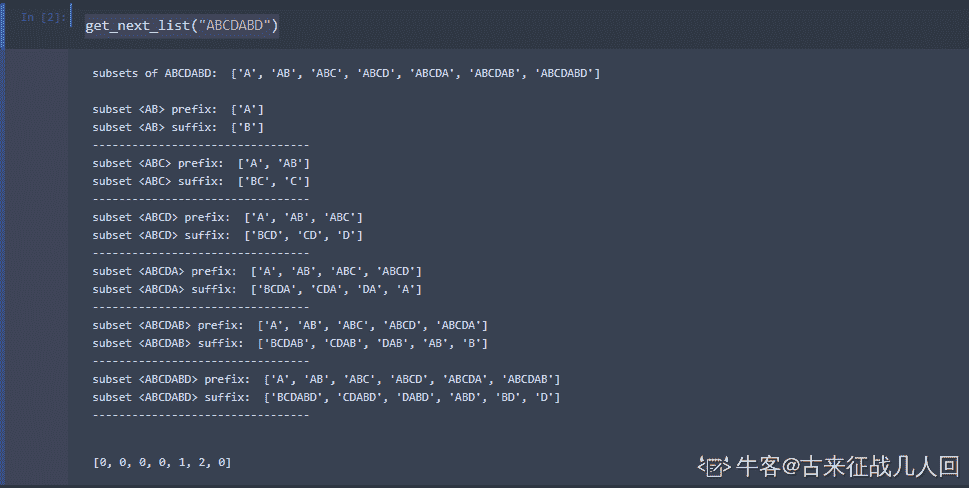 In [2]:
get_next_list("ABCDABD")
subsets of ABCDABD:  ['A', 'AB', 'ABC', 'ABCD', 'ABCDA', 'ABCDAB', 'ABCDABD']
subset <AB> prefix:  ['A']
subset <AB> suffix:  ['B']
---------------------------------
subset <ABC> prefix:  ['A', 'AB']
subset <ABC> suffix:  ['BC', 'C']
---------------------------------
subset <ABCD> prefix:  ['A', 'AB', 'ABC']
subset <ABCD> suffix:  ['BCD', 'CD', 'D']
---------------------------------
subset <ABCDA> prefix:  ['A', 'AB', 'ABC', 'ABCD']
subset <ABCDA> suffix:  ['BCDA', 'CDA', 'DA', 'A']
---------------------------------
subset <ABCDAB> prefix:  ['A', 'AB', 'ABC', 'ABCD', 'ABCDA']
subset <ABCDAB> suffix:  ['BCDAB', 'CDAB', 'DAB', 'AB', 'B']
---------------------------------
subset <ABCDABD> prefix:  ['A', 'AB', 'ABC', 'ABCD', 'ABCDA', 'ABCDAB']
subset <ABCDABD> suffix:  ['BCDABD', 'CDABD', 'DABD', 'ABD', 'BD', 'D']
---------------------------------
[0, 0, 0, 0, 1, 2, 0]
牛客@古来征战几人回